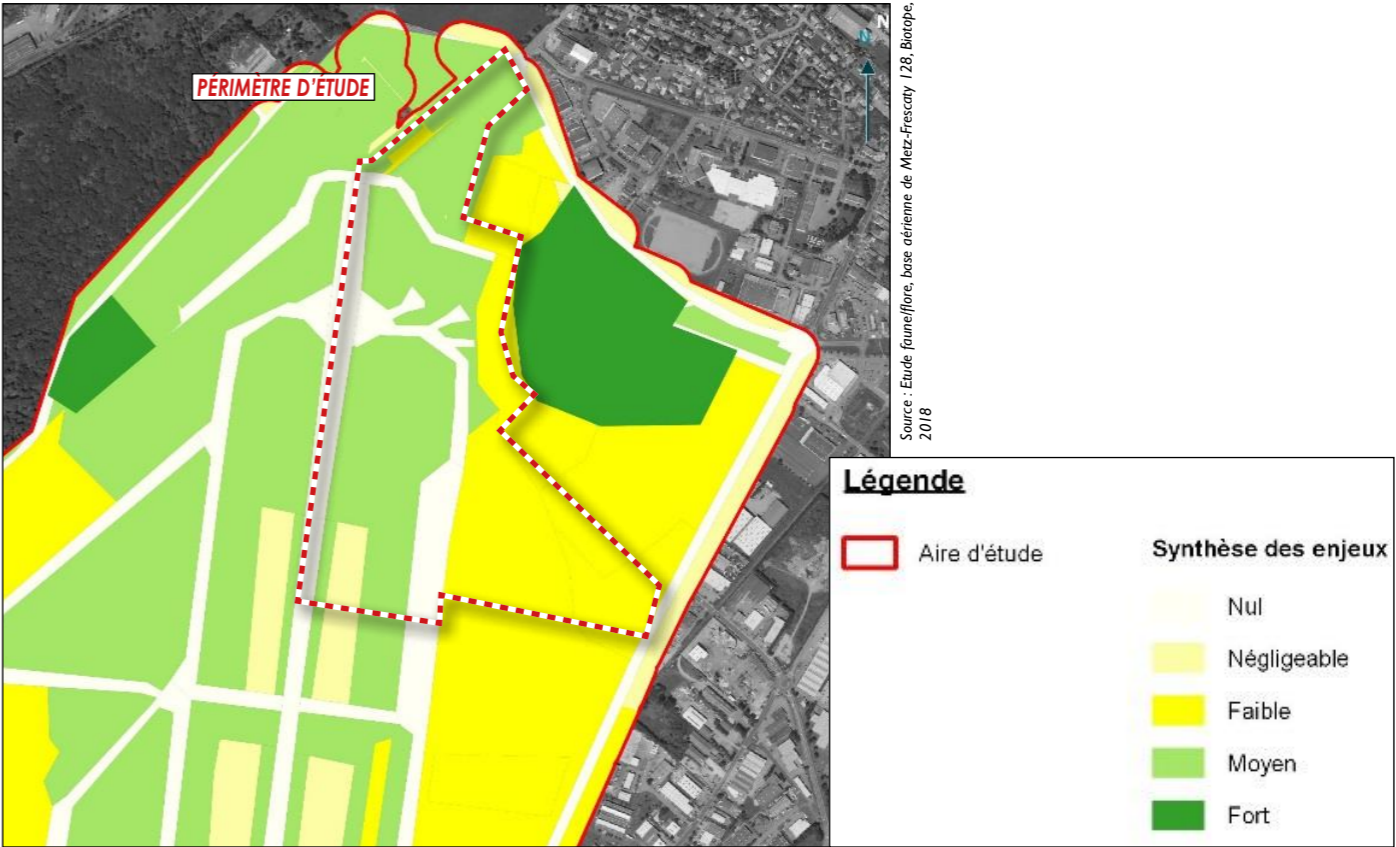 PÉRIMÈTRE D'ÉTUDE
N
N
Source : Etude faune/flore, base aérienne de Metz-Frescaty 128, Biotope,
2018
Légende
Aire d'étude
Synthèse des enjeux
Nul
Négligeable
Faible
Moyen
Fort